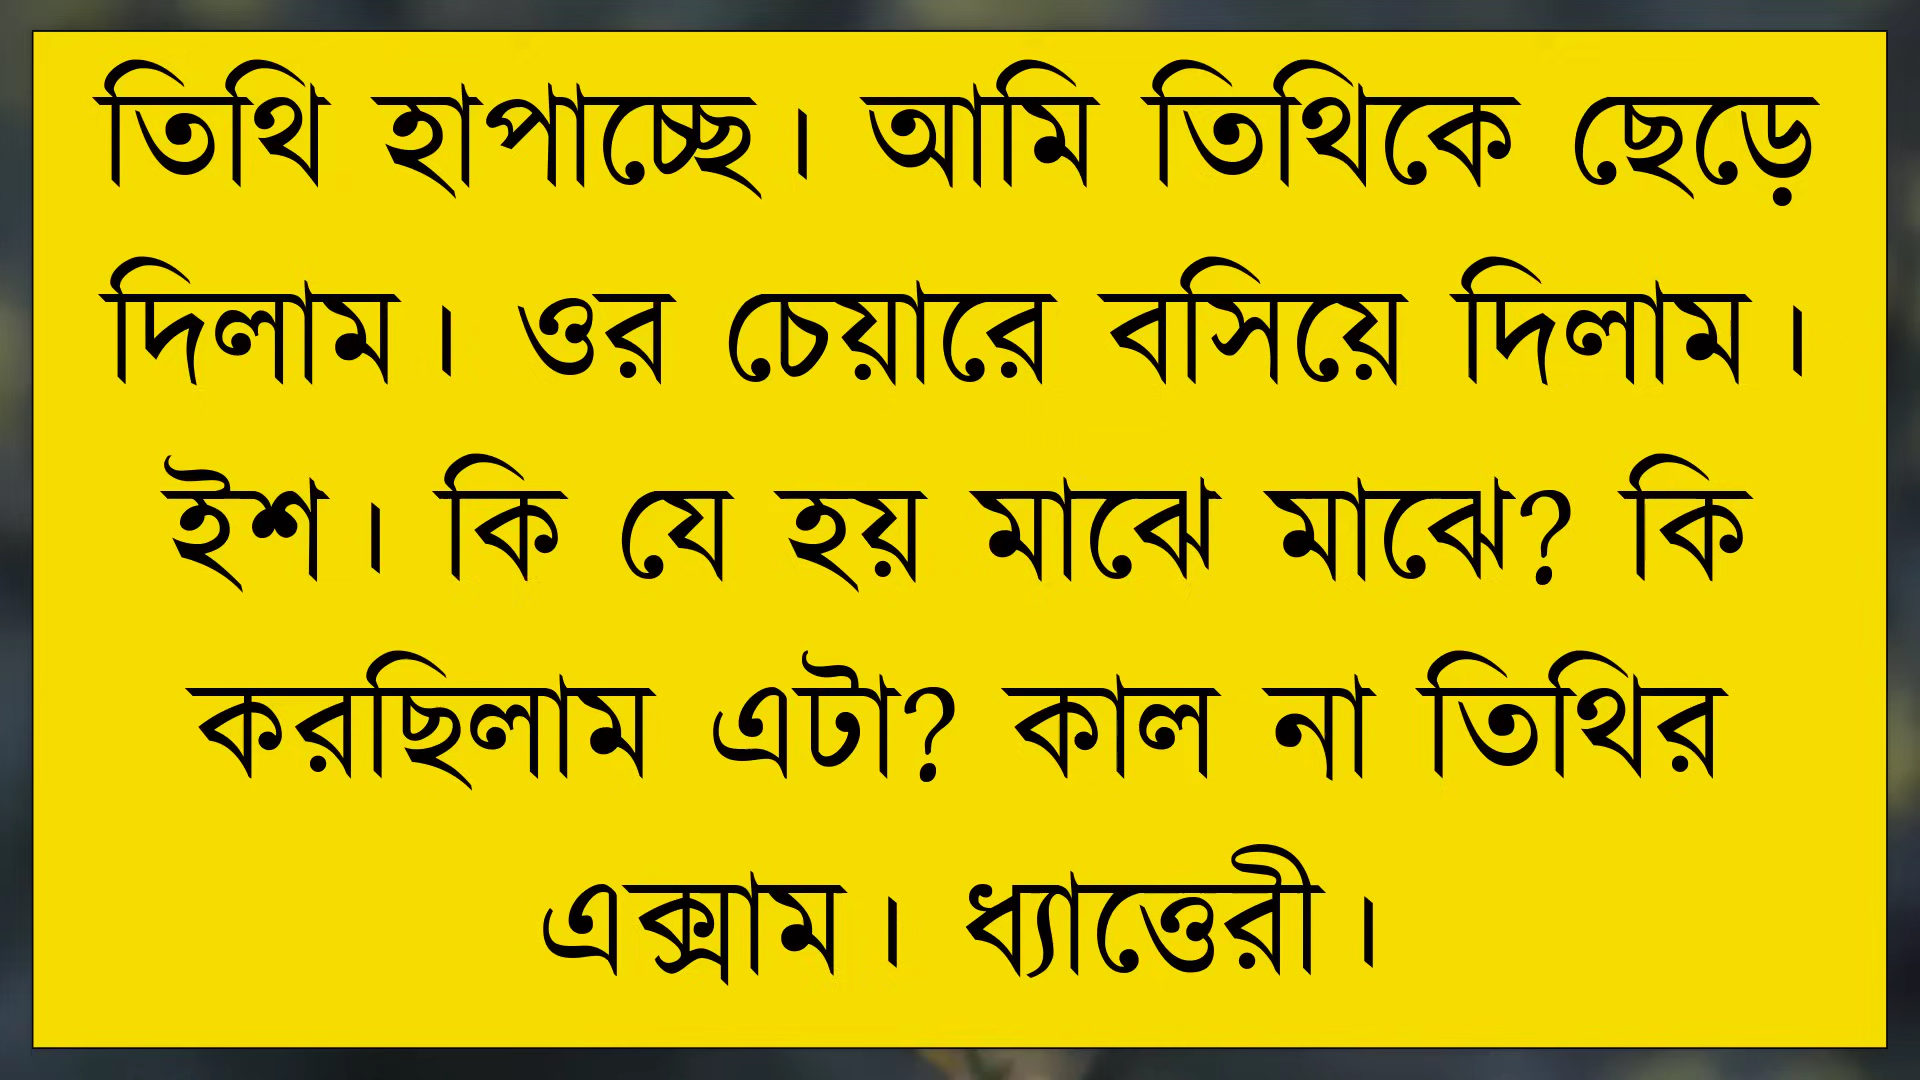 তিথি হাপাচ্ছে। আমি তিথিকে ছেড়ে
দিলাম। ওর চেয়ারে বসিয়ে দিলাম।
ইশ। কি যে হয় মাঝে মাঝে? কি
করছিলাম এটা? কাল না তিথির
এক্সাম। ধ্যাত্তেরী।